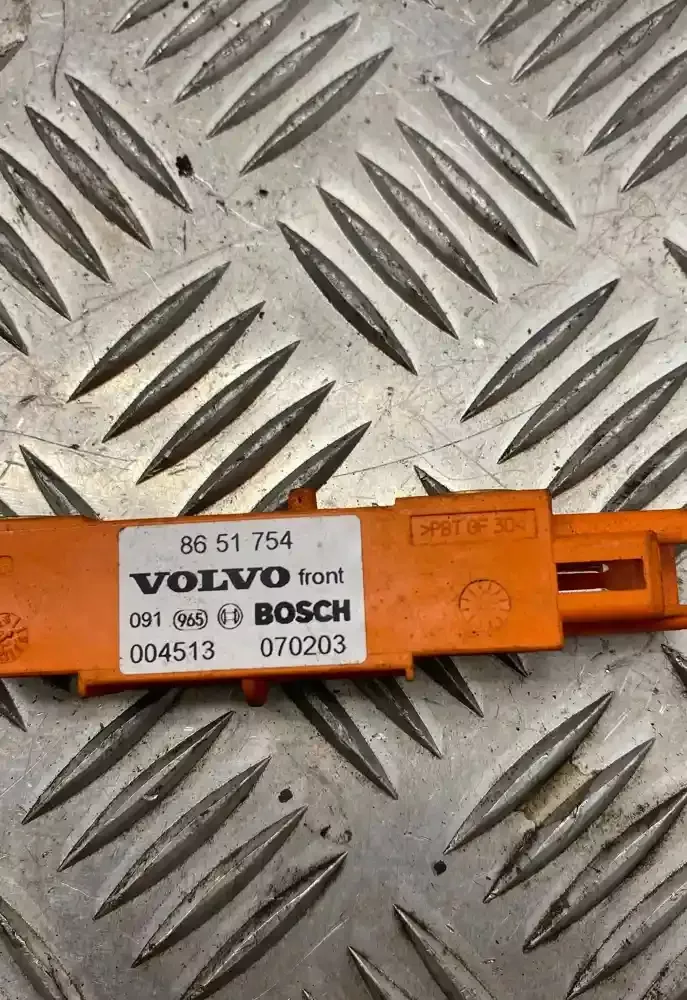 86 51 754
VOLVO front
091 965 BOSCH
004513 070203
>PBT GF 30<